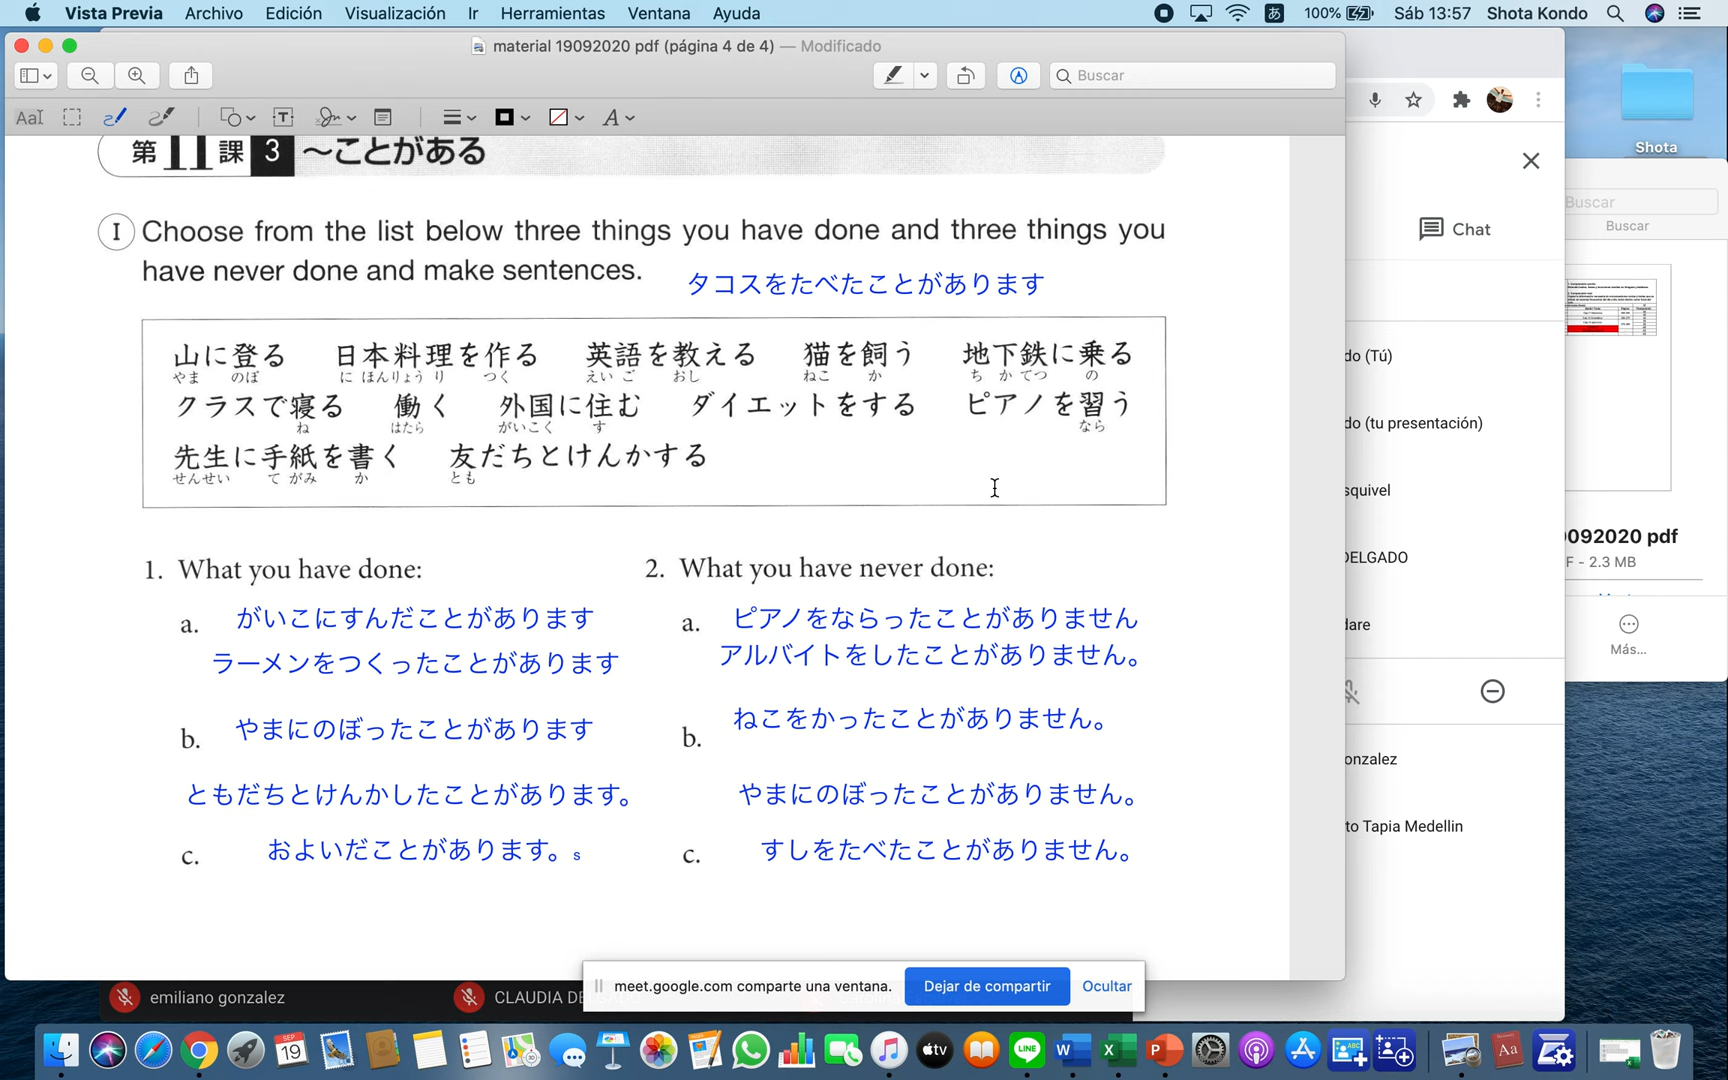 Vista Previa Archivo Edición Visualización Ir Herramientas Ventana Ayuda あ 100% Sáb 13:57 Shota Kondo
material 19092020 pdf (página 4 de 4) — Modificado
Buscar
第11課 3 〜ことがある
I Choose from the list below three things you have done and three things you
have never done and make sentences.
タコスをたべたことがあります
山に登る 日本料理を作る 英語を教える 猫を飼う 地下鉄に乗る
やま のぼ に ほんりょう り つく えい ご おし ねこ か ち か てつ の
クラスで寝る 働く 外国に住む ダイエットをする ピアノを習う
ね はたら がいこく す なら
先生に手紙を書く 友だちとけんかする
せんせい て がみ か とも
1. What you have done:
a. がいこにすんだことがあります
ラーメンをつくったことがあります
b. やまにのぼったことがあります
ともだちとけんかしたことがあります。
c. およいだことがあります。s
2. What you have never done:
a. ピアノをならったことがありません
アルバイトをしたことがありません。
b. ねこをかったことがありません。
やまにのぼったことがありません。
c. すしをたべたことがありません。
Chat
do (Tú)
do (tu presentación)
squivel
DELGADO
dare
onzalez
to Tapia Medellin
Shota
Buscar
Buscar
092020 pdf
F - 2.3 MB
Más...
emiliano gonzalez
CLAUDIA DE
meet.google.com comparte una ventana. Dejar de compartir Ocultar
SEP
19
tv
LINE
W
X
P
Aa